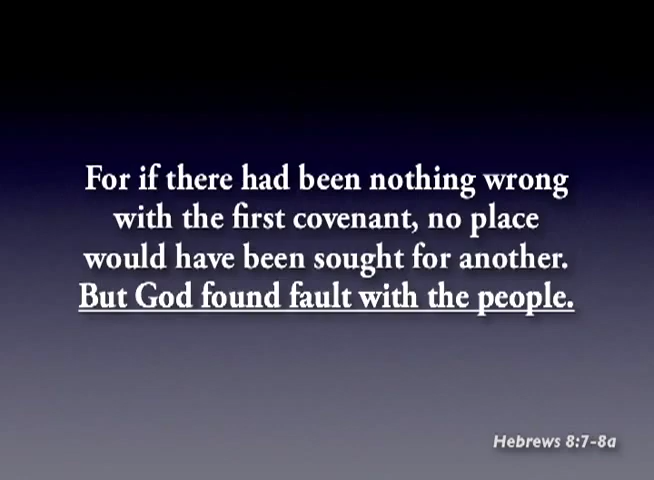 For if there had been nothing wrong
with the first covenant, no place
would have been sought for another.
But God found fault with the people.
Hebrews 8:7-8a